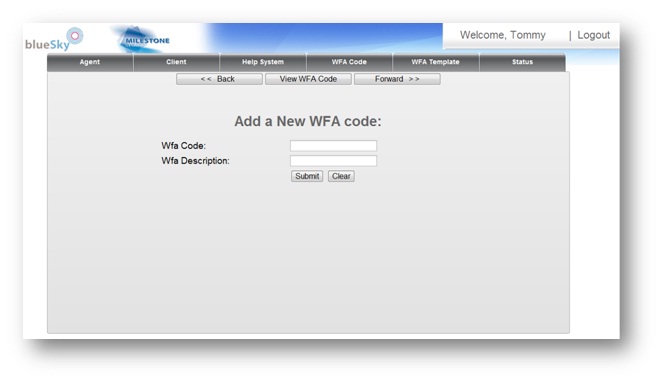 blueSky
MILESTONE
Welcome, Tommy | Logout
Agent Client Help System WFA Code WFA Template Status
<< Back View WFA Code Forward >>
Add a New WFA code:
Wfa Code:
Wfa Description:
Submit Clear